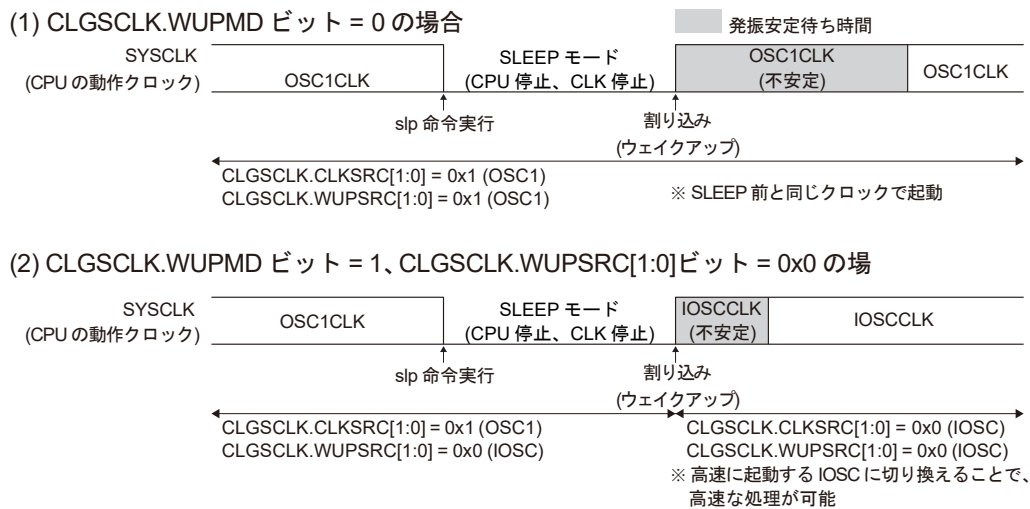 (1) CLGSCLK.WUPMD ビット = 0 の場合
発振安定待ち時間
SYSCLK
(CPU の動作クロック)
OSC1CLK
SLEEP モード
(CPU 停止、CLK 停止)
OSC1CLK
(不安定)
OSC1CLK
slp 命令実行
割り込み
(ウェイクアップ)
CLGSCLK.CLKSRC[1:0] = 0x1 (OSC1)
CLGSCLK.WUPSRC[1:0] = 0x1 (OSC1)
※ SLEEP 前と同じクロックで起動
(2) CLGSCLK.WUPMD ビット = 1、CLGSCLK.WUPSRC[1:0]ビット = 0x0 の場
SYSCLK
(CPU の動作クロック)
OSC1CLK
SLEEP モード
(CPU 停止、CLK 停止)
IOSCCLK
(不安定)
IOSCCLK
slp 命令実行
割り込み
(ウェイクアップ)
CLGSCLK.CLKSRC[1:0] = 0x1 (OSC1)
CLGSCLK.WUPSRC[1:0] = 0x0 (IOSC)
CLGSCLK.CLKSRC[1:0] = 0x0 (IOSC)
CLGSCLK.WUPSRC[1:0] = 0x0 (IOSC)
※ 高速に起動する IOSC に切り換えることで、
高速な処理が可能